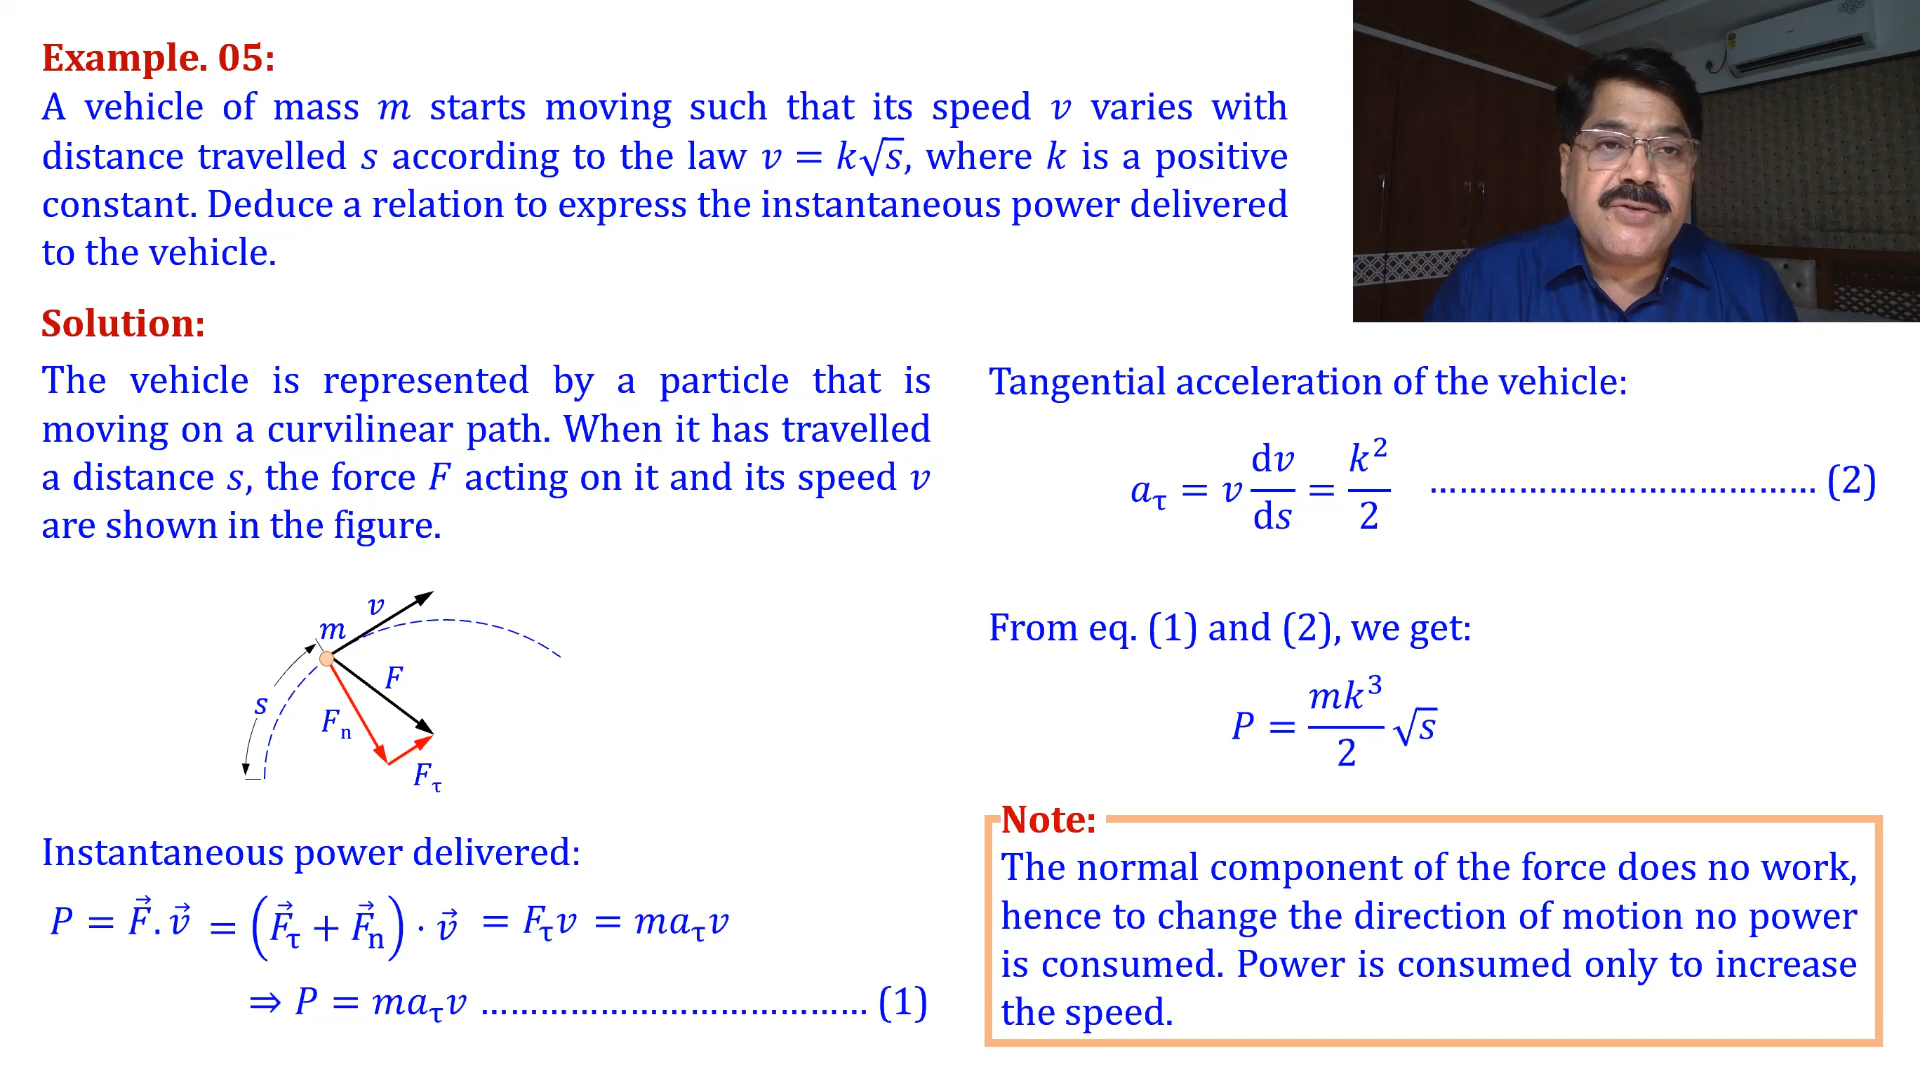 Example. 05:
A vehicle of mass m starts moving such that its speed v varies with
distance travelled s according to the law v = k√s, where k is a positive
constant. Deduce a relation to express the instantaneous power delivered
to the vehicle.
Solution:
The vehicle is represented by a particle that is
moving on a curvilinear path. When it has travelled
a distance s, the force F acting on it and its speed v
are shown in the figure.
v
m
F
s
Fₙ
F_τ
Instantaneous power delivered:
P = F⃗. v⃗ = (F⃗_τ + F⃗ₙ) · v⃗ = F_τv = ma_τv
⇒ P = ma_τv ....................................... (1)
Tangential acceleration of the vehicle:
a_τ = v dv/ds = k²/2 ....................................... (2)
From eq. (1) and (2), we get:
P = mk³/2 √s
Note:
The normal component of the force does no work,
hence to change the direction of motion no power
is consumed. Power is consumed only to increase
the speed.